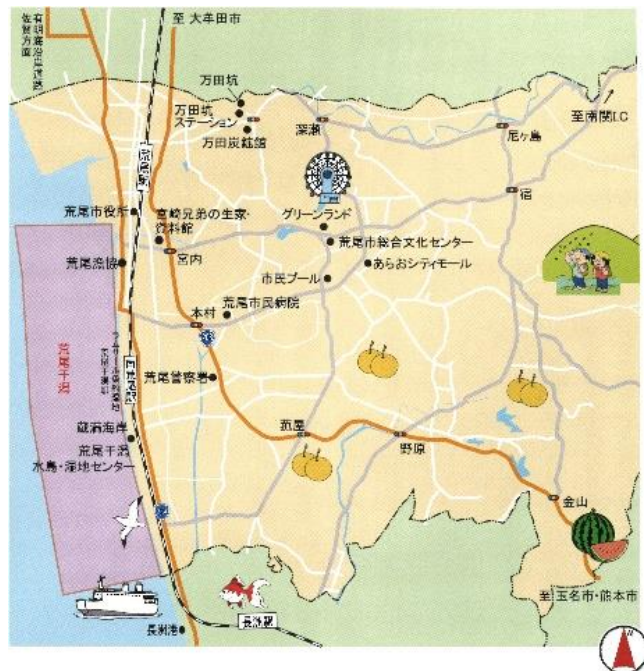 有明海沿岸道路
佐賀方面
至 大牟田市
万田坑
万田坑
ステーション
万田炭鉱館
深瀬
尼ヶ島
至南関I.C
荒尾駅
宿
グリーンランド
荒尾市役所
宮崎兄弟の生家・
資料館
荒尾市総合文化センター
荒尾漁協
宮内
あらおシティモール
市民プール
本村
荒尾市民病院
荒尾干潟
南荒尾駅
荒尾警察署
蔵満海岸
荒尾干潟
水鳥・湿地センター
菰屋
野原
金山
至玉名市・熊本市
長洲駅
長洲港